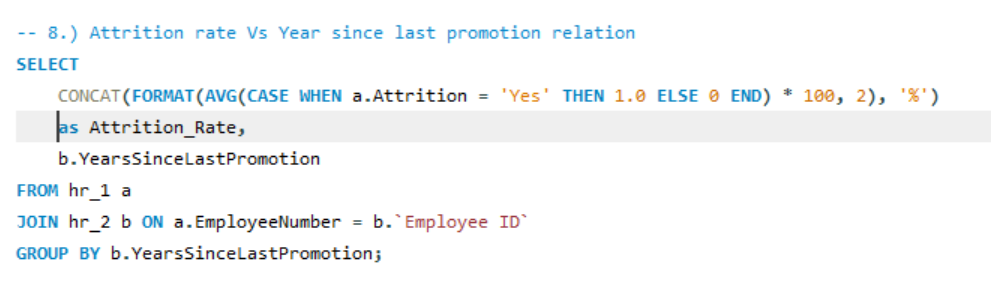 -- 8.) Attrition rate Vs Year since last promotion relation
SELECT
    CONCAT(FORMAT(AVG(CASE WHEN a.Attrition = 'Yes' THEN 1.0 ELSE 0 END) * 100, 2), '%')
    as Attrition_Rate,
    b.YearsSinceLastPromotion
FROM hr_1 a
JOIN hr_2 b ON a.EmployeeNumber = b.`Employee ID`
GROUP BY b.YearsSinceLastPromotion;